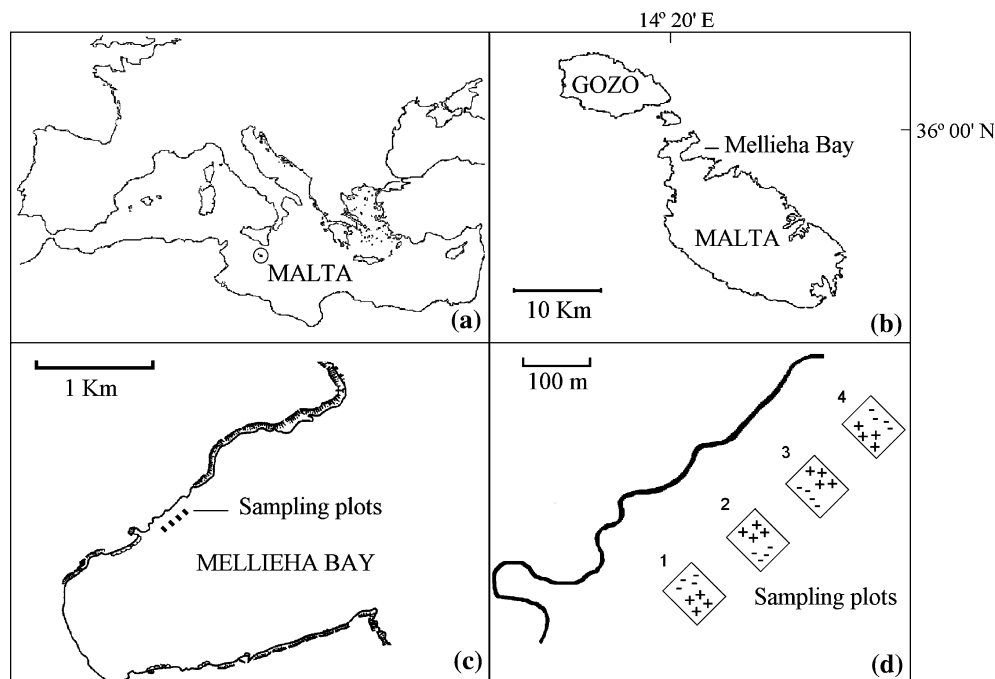 14º 20' E
MALTA
(a)
GOZO
36º 00' N
Mellieha Bay
MALTA
10 Km
(b)
1 Km
Sampling plots
MELLIEHA BAY
(c)
100 m
4
3
2
1
Sampling plots
(d)